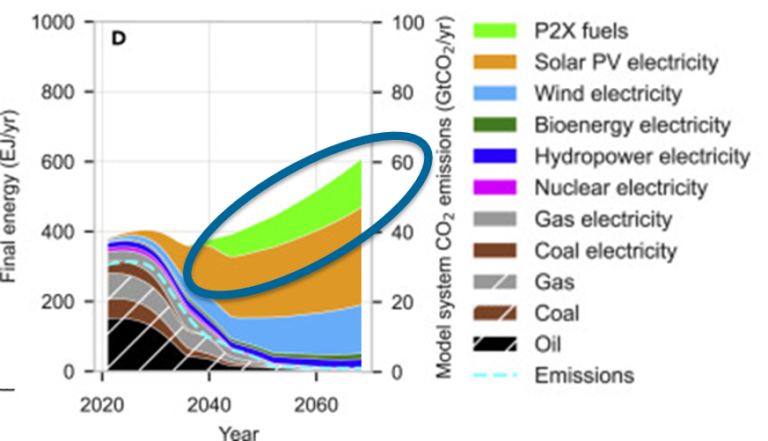 D
Final energy (EJ/yr)
1000
800
600
400
200
0
2020
2040
2060
Year
100
80
60
40
20
0
Model system CO₂ emissions (GtCO₂/yr)
P2X fuels
Solar PV electricity
Wind electricity
Bioenergy electricity
Hydropower electricity
Nuclear electricity
Gas electricity
Coal electricity
Gas
Coal
Oil
Emissions